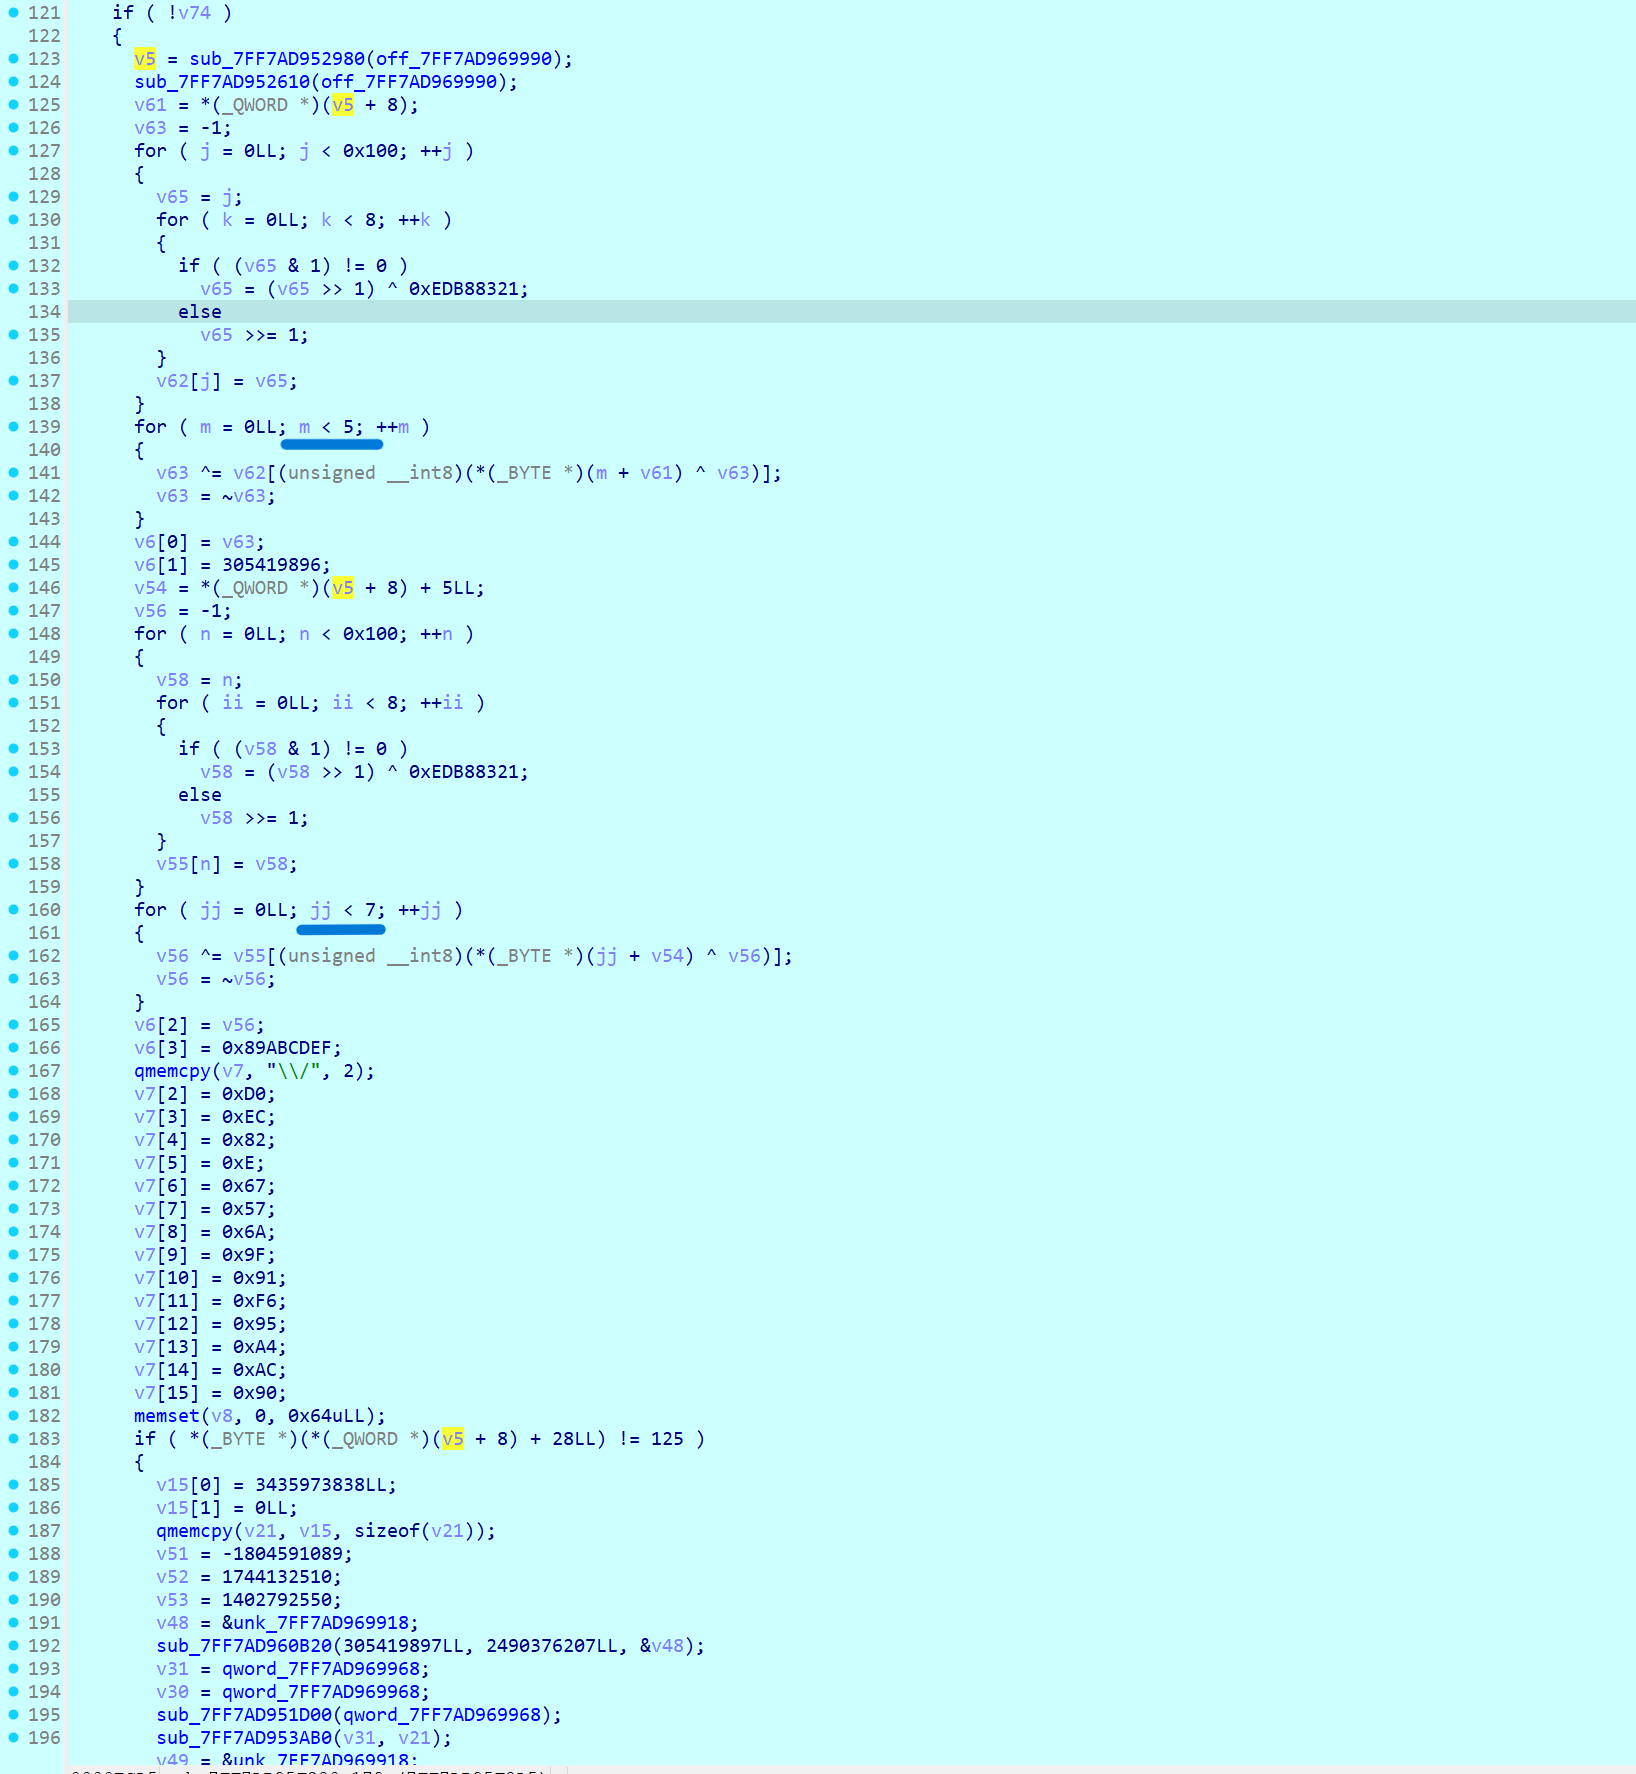 121 if ( !v74 )
122 {
123 v5 = sub_7FF7AD952980(off_7FF7AD969990);
124 sub_7FF7AD952610(off_7FF7AD969990);
125 v61 = *(_QWORD *)(v5 + 8);
126 v63 = -1;
127 for ( j = 0LL; j < 0x100; ++j )
128 {
129 v65 = j;
130 for ( k = 0LL; k < 8; ++k )
131 {
132 if ( (v65 & 1) != 0 )
133 v65 = (v65 >> 1) ^ 0xEDB88321;
134 else
135 v65 >>= 1;
136 }
137 v62[j] = v65;
138 }
139 for ( m = 0LL; m < 5; ++m )
140 {
141 v63 ^= v62[(unsigned __int8)(*(_BYTE *)(m + v61) ^ v63)];
142 v63 = ~v63;
143 }
144 v6[0] = v63;
145 v6[1] = 305419896;
146 v54 = *(_QWORD *)(v5 + 8) + 5LL;
147 v56 = -1;
148 for ( n = 0LL; n < 0x100; ++n )
149 {
150 v58 = n;
151 for ( ii = 0LL; ii < 8; ++ii )
152 {
153 if ( (v58 & 1) != 0 )
154 v58 = (v58 >> 1) ^ 0xEDB88321;
155 else
156 v58 >>= 1;
157 }
158 v55[n] = v58;
159 }
160 for ( jj = 0LL; jj < 7; ++jj )
161 {
162 v56 ^= v55[(unsigned __int8)(*(_BYTE *)(jj + v54) ^ v56)];
163 v56 = ~v56;
164 }
165 v6[2] = v56;
166 v6[3] = 0x89ABCDEF;
167 qmemcpy(v7, "\\/", 2);
168 v7[2] = 0xD0;
169 v7[3] = 0xEC;
170 v7[4] = 0x82;
171 v7[5] = 0xE;
172 v7[6] = 0x67;
173 v7[7] = 0x57;
174 v7[8] = 0x6A;
175 v7[9] = 0x9F;
176 v7[10] = 0x91;
177 v7[11] = 0xF6;
178 v7[12] = 0x95;
179 v7[13] = 0xA4;
180 v7[14] = 0xAC;
181 v7[15] = 0x90;
182 memset(v8, 0, 0x64uLL);
183 if ( *(_BYTE *)(*(_QWORD *)(v5 + 8) + 28LL) != 125 )
184 {
185 v15[0] = 3435973838LL;
186 v15[1] = 0LL;
187 qmemcpy(v21, v15, sizeof(v21));
188 v51 = -1804591089;
189 v52 = 1744132510;
190 v53 = 1402792550;
191 v48 = &unk_7FF7AD969918;
192 sub_7FF7AD960B20(305419897LL, 2490376207LL, &v48);
193 v31 = qword_7FF7AD969968;
194 v30 = qword_7FF7AD969968;
195 sub_7FF7AD951D00(qword_7FF7AD969968);
196 sub_7FF7AD953AB0(v31, v21);
v49 = &unk_7FF7AD969918;